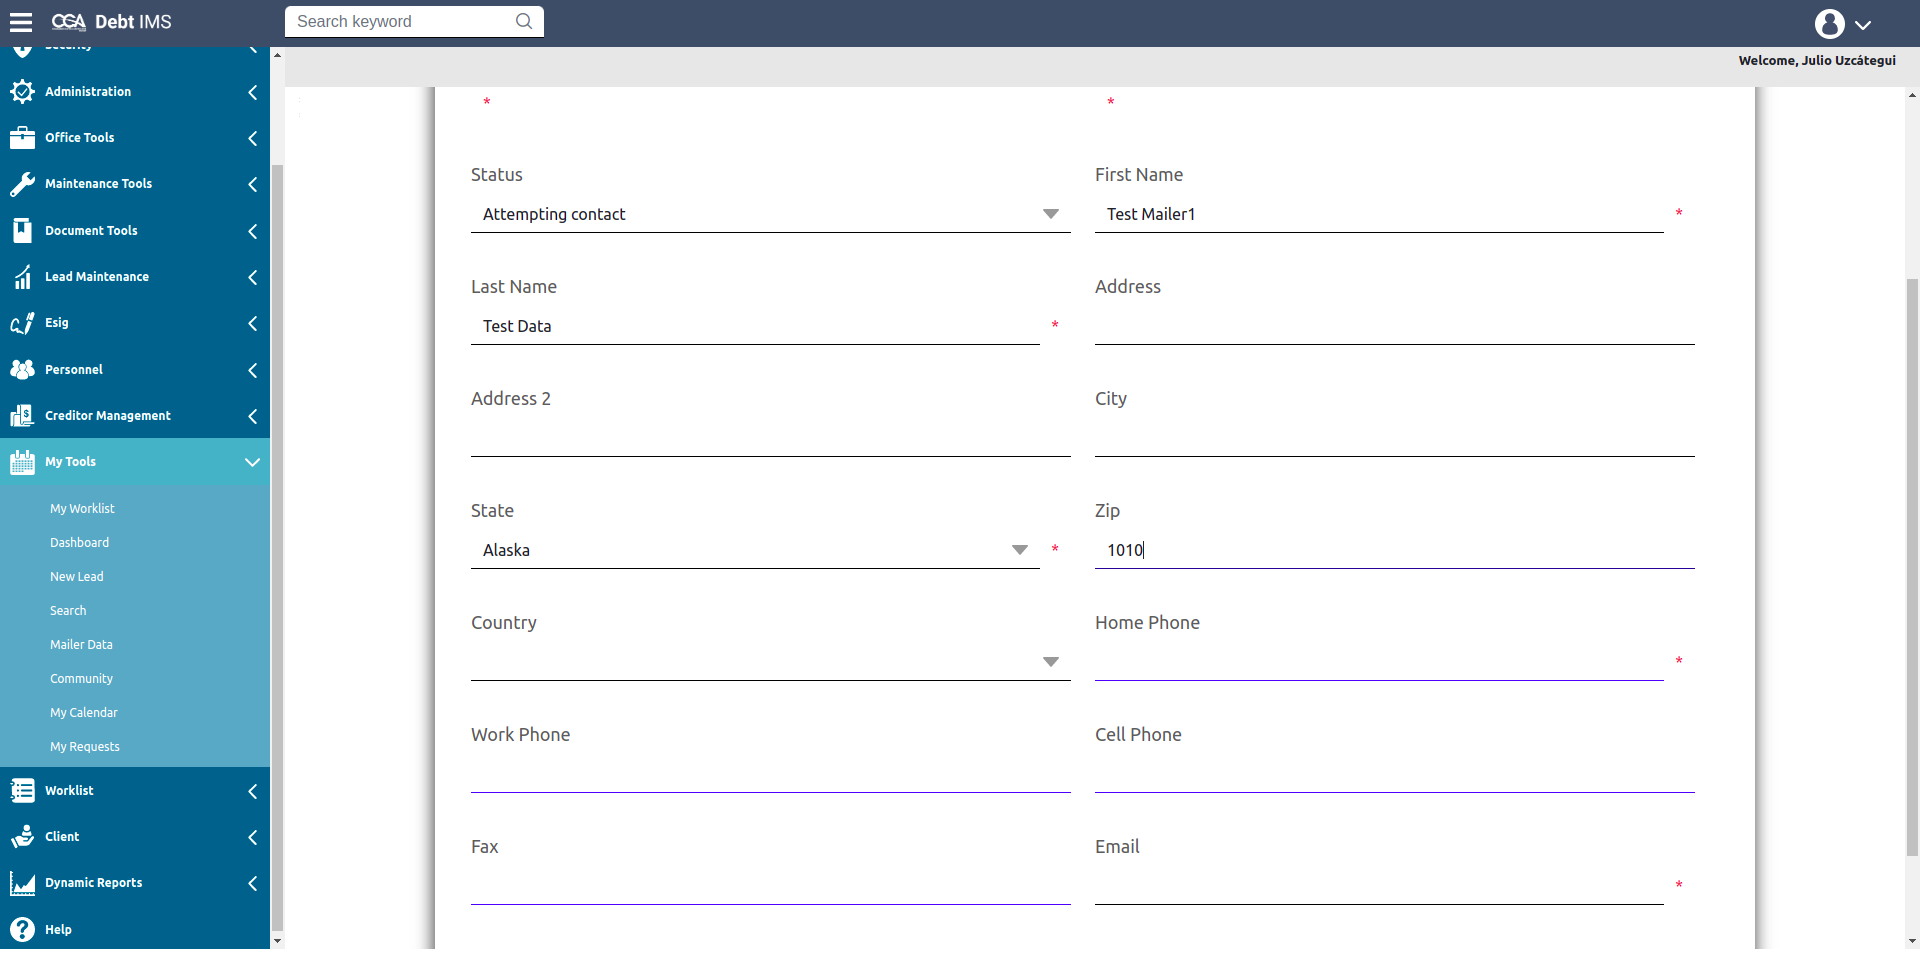 CGA Debt IMS
Search keyword
Welcome, Julio Uzcátegui
Security
Administration
Office Tools
Maintenance Tools
Document Tools
Lead Maintenance
Esig
Personnel
Creditor Management
My Tools
My Worklist
Dashboard
New Lead
Search
Mailer Data
Community
My Calendar
My Requests
Worklist
Client
Dynamic Reports
Help
* *
Status First Name
Attempting contact Test Mailer1 *
Last Name Address
Test Data *
Address 2 City
State Zip
Alaska * 1010
Country Home Phone
*
Work Phone Cell Phone
Fax Email
*